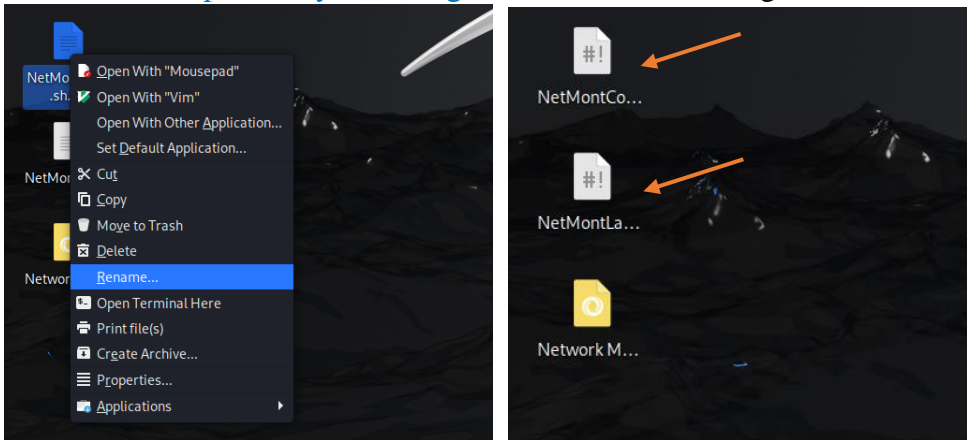 NetMo
.sh.
Open With "Mousepad"
Open With "Vim"
Open With Other Application...
Set Default Application...
Cut
Copy
Move to Trash
Delete
Rename...
Open Terminal Here
Print file(s)
Create Archive...
Properties...
Applications
NetMor
Networ
#!
NetMontCo...
#!
NetMontLa...
Network M...